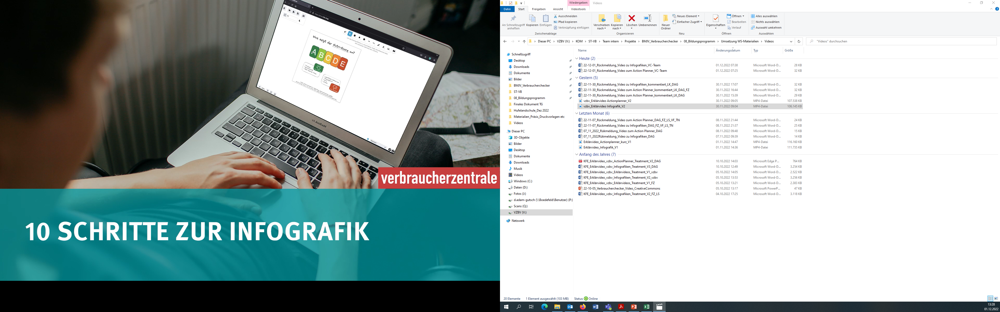 Was zeigt der Nutri-Score an?
A B C D E
MacBook Air
verbraucherzentrale
10 SCHRITTE ZUR INFOGRAFIK
Wiedergeben Videos
Datei Start Freigeben Ansicht Videotools
An Schnellzugriff anheften
Kopieren
Einfügen
Ausschneiden
Pfad kopieren
Verknüpfung einfügen
Zwischenablage
Verschieben nach
Kopieren nach
Löschen
Umbenennen
Organisieren
Neuer Ordner
Neues Element
Einfacher Zugriff
Neu
Eigenschaften
Öffnen
Bearbeiten
Verlauf
Öffnen
Alles auswählen
Nichts auswählen
Auswahl umkehren
Auswählen
Dieser PC > VZBV (V:) > KOM > ST-VB > Team intern > Projekte > BMJV_Verbraucherchecker > 08_Bildungsprogramm > Umsetzung WS-Materialien > Videos
"Videos" durchsuchen
Schnellzugriff
Desktop
Downloads
Dokumente
Bilder
BMJV_Verbraucherchecker
ST-VB
08_Bildungsprogramm
Finales Dokument TG
Hufelandschule_Dez 2022
Materialien_Präsis_Druckvorlagen etc
Videos
Dieser PC
3D-Objekte
Bilder
Desktop
Dokumente
Downloads
Musik
Videos
Windows (C:)
Daten (D:)
Fotos (J:)
d.adam-gutsch (\\Boedefeld\Benutzer) (P:)
Scans (Q:)
VZBV (V:)
Netzwerk
Name Änderungsdatum Typ Größe
Heute (2)
22-12-01_Rückmeldung_Video zu Infografiken_VC-Team 01.12.2022 07:38 Microsoft Word-D... 28 KB
22-12-01_Rückmeldung_Video zum Action Planner_VC-Team 01.12.2022 07:25 Microsoft Word-D... 32 KB
Gestern (5)
22-11-30_Rückmeldung_Video zu Infografiken_kommentiert_LK_DAG 30.11.2022 17:07 Microsoft Word-D... 32 KB
22-11-30_Rückmeldung_Video zum Action Planner_kommentiert_LK_DAG_FZ 30.11.2022 16:44 Microsoft Word-D... 32 KB
22-11-30_Rückmeldung_Video zum Action Planner_kommentiert_LK_DAG 30.11.2022 15:39 Microsoft Word-D... 29 KB
vzbv_Erklärvideo Actionplanner_V2 30.11.2022 09:05 MP4-Datei 107.538 KB
vzbv_Erklärvideo Infografik_V2 30.11.2022 09:04 MP4-Datei 106.145 KB
Letzten Monat (6)
22-11-07_Rückmeldung_Video zum Action Planner_DAG_FZ_LS_VF_TN 08.11.2022 21:44 Microsoft Word-D... 24 KB
22-11-07_Rückmeldung_Video zu Infografiken_DAG_FZ_VF_LS_TN 08.11.2022 21:37 Microsoft Word-D... 25 KB
07_11_2022_Rükmeldung_Video zum Action Planner_DAG 08.11.2022 09:48 Microsoft Word-D... 15 KB
07_11_2022Rükmeldung_Video zu Infografiken_DAG 07.11.2022 09:39 Microsoft Word-D... 14 KB
Erklärvideo_Actionplanner_kurz_V1 01.11.2022 14:47 MP4-Datei 116.160 KB
Erklärvideo_Infografik_V1 01.11.2022 14:36 MP4-Datei 111.735 KB
Anfang des Jahres (7)
KFE_Erklärvideo_vzbv_ActionPlanner_Treatment_V2_DAG 10.10.2022 14:03 Microsoft Edge P... 764 KB
KFE_Erklärvideo_vzbv_Infografiken_Treatment_V3_DAG 10.10.2022 12:49 Microsoft Word-D... 3.254 KB
KFE_Erklärvideo_vzbv_Erklärvideos_Treatment_V1_vzbv 05.10.2022 14:05 Microsoft Word-D... 2.522 KB
KFE_Erklärvideo_vzbv_Infografiken_Treatment_V2_vzbv 05.10.2022 13:53 Microsoft Word-D... 3.256 KB
KFE_Erklärvideo_vzbv_Erklärvideos_Treatment_V1_FZ 05.10.2022 13:21 Microsoft Word-D... 2.383 KB
22-10-05_Verbraucherchecker_Video_CreativeCommons 05.10.2022 13:17 Microsoft PowerP... 47 KB
KFE_Erklärvideo_vzbv_Infografiken_Treatment_V2_FZ_LS 04.10.2022 17:25 Microsoft Word-D... 3.118 KB
20 Elemente 1 Element ausgewählt (103 MB) Status: Online
13:28
01.12.2022